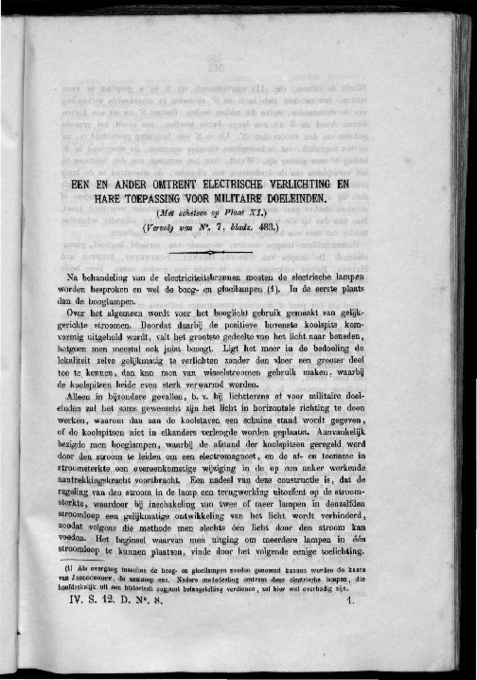 EEN EN ANDER OMTRENT ELECTRISCHE VERLICHTING EN
HARE TOEPASSING VOOR MILITAIRE DOELEINDEN.
(Met schetsen op Plaat XI.)
(Vervolg van N°. 7, bladz. 483.)
Na behandeling van de electriciteitsbronnen moeten de electrische lampen
worden besproken en wel de boog- en gloeilampen (1). In de eerste plaats
dan de booglampen.
Over het algemeen wordt voor het booglicht gebruik gemaakt van gelijk-
gerichte stroomen. Doordat daarbij de positieve bovenste koolspits kom-
vormig uitgehold wordt, valt het grootste gedeelte van het licht naar beneden,
hetgeen men meestal ook juist beoogt. Ligt het meer in de bedoeling de
lokaliteit zelve gelijkmatig te verlichten zonder den vloer een grooter deel
toe te kennen, dan kan men van wisselstroomen gebruik maken, waarbij
de koolspitsen beide even sterk verwarmd worden.
Alleen in bijzondere gevallen, b. v. bij lichttorens of voor militaire doel-
einden zal het soms gewenscht zijn het licht in horizontale richting te doen
werken, waarom dan aan de koolstaven een schuine stand wordt gegeven,
of de koolspitsen niet in elkanders verlengde worden geplaatst. Aanvankelijk
bezigde men booglampen, waarbij de afstand der koolspitzen geregeld werd
door den stroom te leiden om een electromagneet, en de af- en toename in
stroomsterkte een overeenkomstige wijziging in de op een anker werkende
aantrekkingskracht voortbracht. Een nadeel van deze constructie is, dat de
regeling van den stroom in de lamp een terugwerking uitoefent op de stroom-
sterkte, waardoor bij inschakeling van twee of meer lampen in denzelfden
stroomloop een gelijkmatige ontwikkeling van het licht wordt verhinderd,
zoodat volgens die methode men slechts één licht door den stroom kan
voeden. Het beginsel waarvan men uitging om meerdere lampen in één
stroomloop te kunnen plaatsen, vinde door het volgende eenige toelichting.
(1) Als overgang tusschen de boog- en gloeilampen zouden genoemd kunnen worden de kaars
van JABLOCHKOFF, de zonlamp enz. Nadere mededeeling omtrent deze electrische lampen, die
hoofdzakelijk uit een historisch oogpunt belangstelling verdienen, zal hier wel overbodig zijn.
IV. S. 12. D. N°. 8. 1.